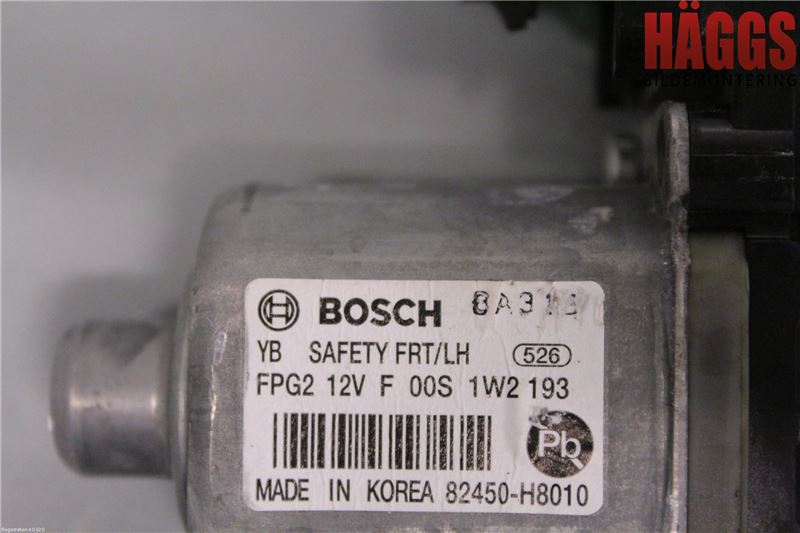 HÄGGS
BILDEMONTERING
BOSCH
YB SAFETY FRT/LH 526
FPG2 12V F 00S 1W2 193
Pb
MADE IN KOREA 82450-H8010